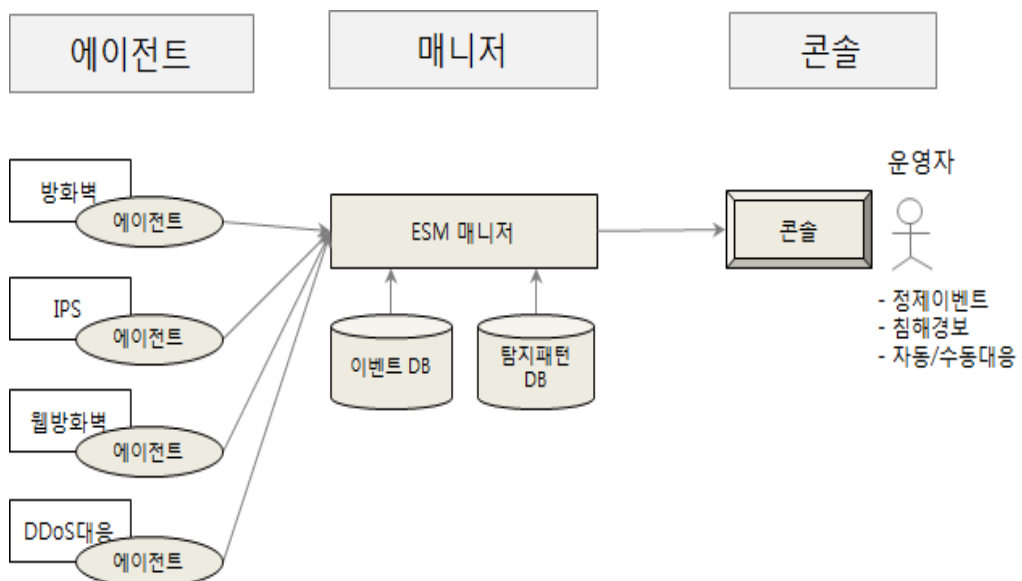 에이전트
매니저
콘솔
방화벽
에이전트
IPS
에이전트
웹방화벽
에이전트
DDoS대응
에이전트
ESM 매니저
이벤트 DB
탐지패턴
DB
콘솔
운영자
- 정제이벤트
- 침해경보
- 자동/수동대응